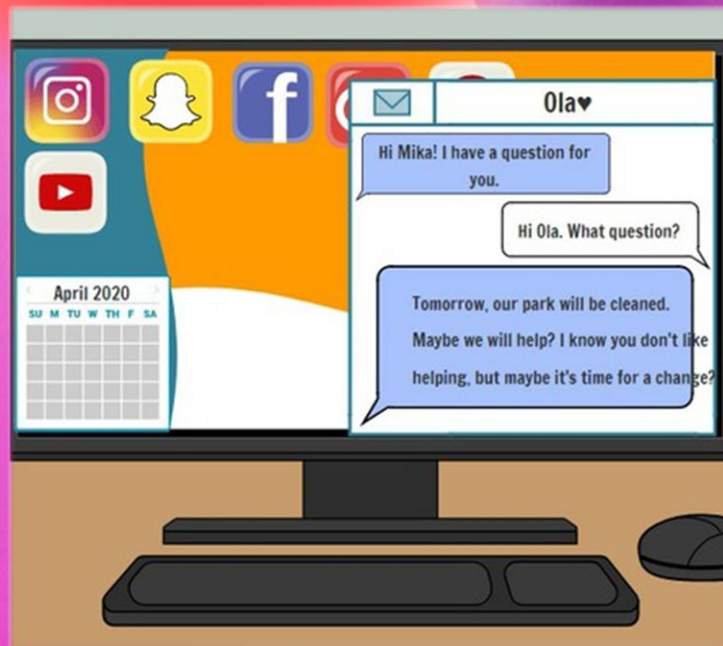 Ola♥
Hi Mika! I have a question for
you.
Hi Ola. What question?
Tomorrow, our park will be cleaned.
Maybe we will help? I know you don't like
helping, but maybe it's time for a change?
April 2020
SU M TU W TH F SA